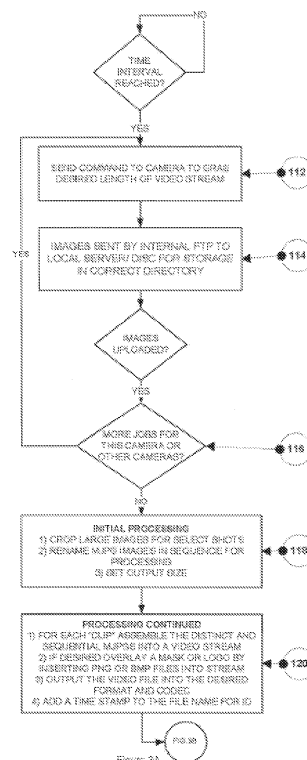 NO
TIME
INTERVAL
REACHED?
YES
SEND COMMAND TO CAMERA TO GRAB
DESIRED LENGTH OF VIDEO STREAM
112
IMAGES SENT BY INTERNAL FTP TO
LOCAL SERVER/ DISC FOR STORAGE
IN CORRECT DIRECTORY
114
YES
IMAGES
UPLOADED?
YES
MORE JOBS FOR
THIS CAMERA OR
OTHER CAMERAS?
116
NO
INITIAL PROCESSING
1) CROP LARGE IMAGES FOR SELECT SHOTS
2) RENAME MJPG IMAGES IN SEQUENCE FOR
PROCESSING
3) SET OUTPUT SIZE
118
PROCESSING CONTINUED
1) FOR EACH "CLIP" ASSEMBLE THE DISTINCT AND
SEQUENTIAL MJPGS INTO A VIDEO STREAM
2) IF DESIRED OVERLAY A MASK OR LOGO BY
INSERTING PNG OR BMP FILES INTO STREAM
3) OUTPUT THE VIDEO FILE INTO THE DESIRED
FORMAT AND CODEC
4) ADD A TIME STAMP TO THE FILE NAME FOR ID
120
FIG 3B
Figure 3A